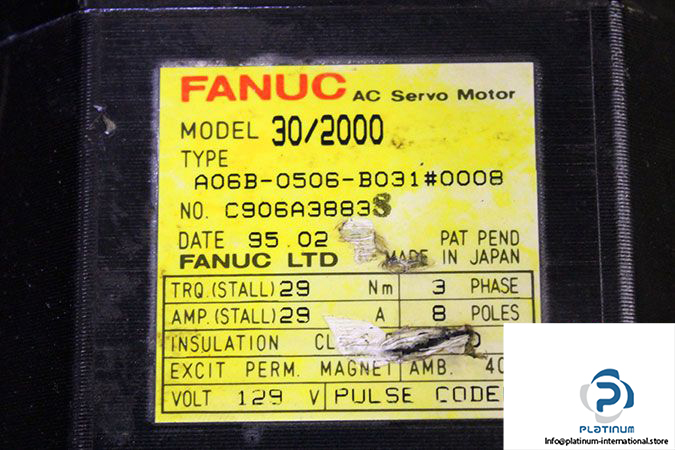 FANUC AC Servo Motor
MODEL 30/2000
TYPE
A06B-0506-B031#0008
NO. C906A38838
DATE 95.02 PAT PEND
FANUC LTD MADE IN JAPAN
TRQ.(STALL) 29 Nm 3 PHASE
AMP.(STALL) 29 A 8 POLES
INSULATION
EXCIT PERM. MAGNET AMB. 40
VOLT 129 V PULSE CODE
PLATINUM
Info@platinum-international.store